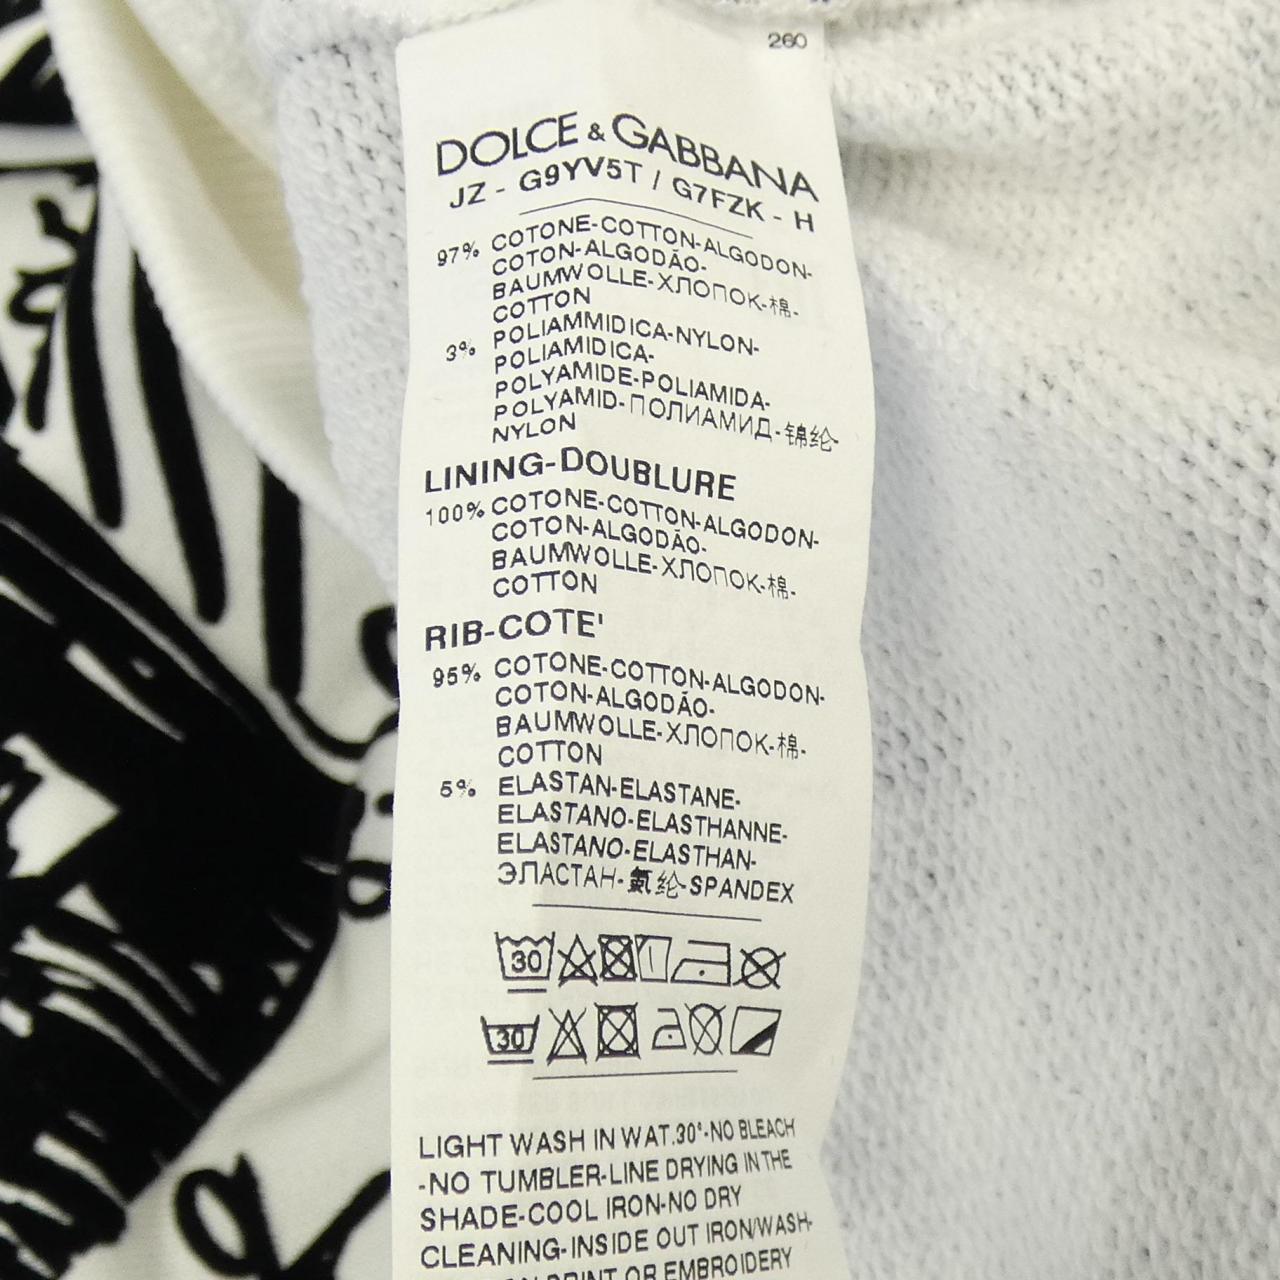 260
DOLCE & GABBANA
JZ - G9YV5T / G7FZK - H
97% COTONE-COTTON-ALGODON-
COTON-ALGODÃO-
BAUMWOLLE-ХЛОПОК-棉-
COTTON
3% POLIAMMIDICA-NYLON-
POLIAMIDICA-
POLYAMIDE-POLIAMIDA-
POLYAMID-ПОЛИАМИД-锦纶-
NYLON
LINING-DOUBLURE
100% COTONE-COTTON-ALGODON-
COTON-ALGODÃO-
BAUMWOLLE-ХЛОПОК-棉-
COTTON
RIB-COTE'
95% COTONE-COTTON-ALGODON-
COTON-ALGODÃO-
BAUMWOLLE-ХЛОПОК-棉-
COTTON
5% ELASTAN-ELASTANE-
ELASTANO-ELASTHANNE-
ELASTANO-ELASTHAN-
ЭЛАСТАН-氨纶-SPANDEX
30
30
LIGHT WASH IN WAT.30°-NO BLEACH
-NO TUMBLER-LINE DRYING IN THE
SHADE-COOL IRON-NO DRY
CLEANING-INSIDE OUT IRON/WASH-
PRINT OR EMBROIDERY